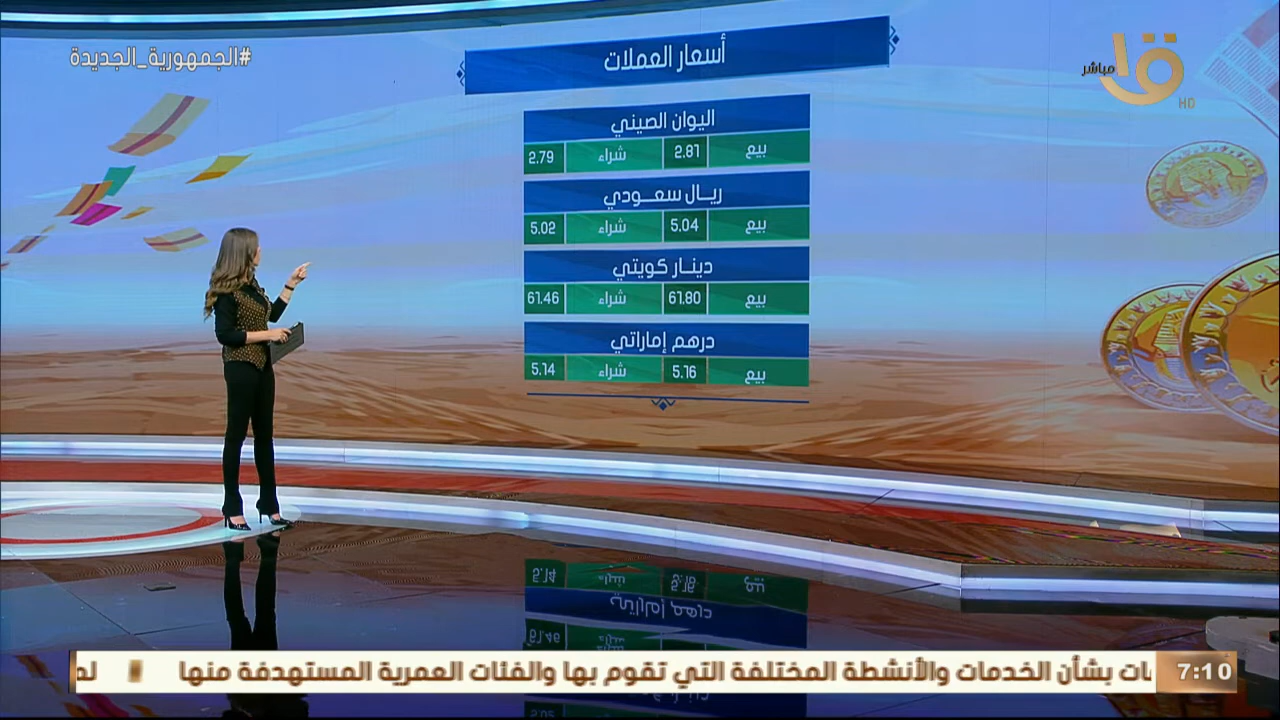 #الجمهورية_الجديدة
مباشر
HD
أسعار العملات
اليوان الصيني
بيع 2.81 شراء 2.79
ريال سعودي
بيع 5.04 شراء 5.02
دينار كويتي
بيع 61.80 شراء 61.46
درهم إماراتي
بيع 5.16 شراء 5.14
7:10
بشأن الخدمات والأنشطة المختلفة التي تقوم بها والفئات العمرية المستهدفة منها